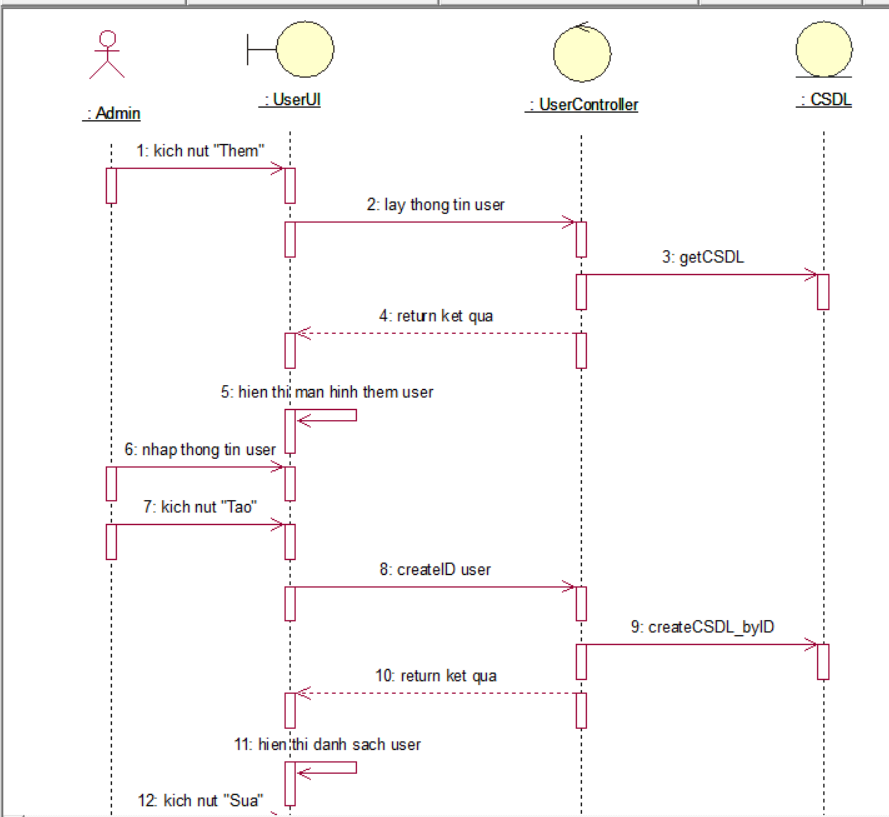 : Admin
: UserUI
: UserController
: CSDL
1: kich nut "Them"
2: lay thong tin user
3: getCSDL
4: return ket qua
5: hien thi man hinh them user
6: nhap thong tin user
7: kich nut "Tao"
8: createID user
9: createCSDL_byID
10: return ket qua
11: hien thi danh sach user
12: kich nut "Sua"